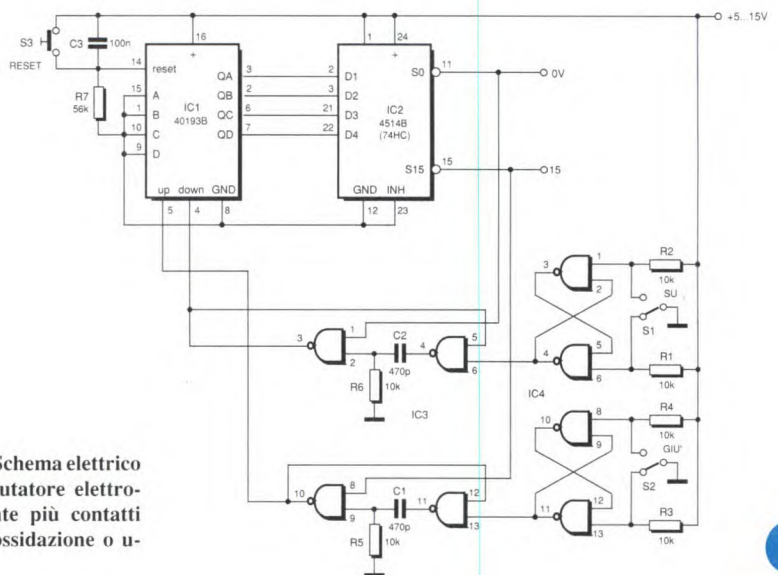 +5...15V
S3
C3
100n
RESET
R7
56k
16
14
reset
15
A
1
B
10
C
9
D
IC1
40193B
QA
3
QB
2
QC
6
QD
7
up
down
GND
5
4
8
1
24
2
D1
3
D2
21
D3
22
D4
IC2
4514B
(74HC)
S0
11
0V
S15
15
15
GND
INH
12
23
3
1
2
C2
470p
R6
10k
4
5
6
IC3
3
1
2
4
5
6
R2
10k
SU
S1
R1
10k
IC4
10
8
9
C1
470p
R5
10k
11
12
13
10
8
9
11
12
13
R4
10k
GIU'
S2
R3
10k
Schema elettrico
utatore elettro-
te più contatti
ossidazione o u-